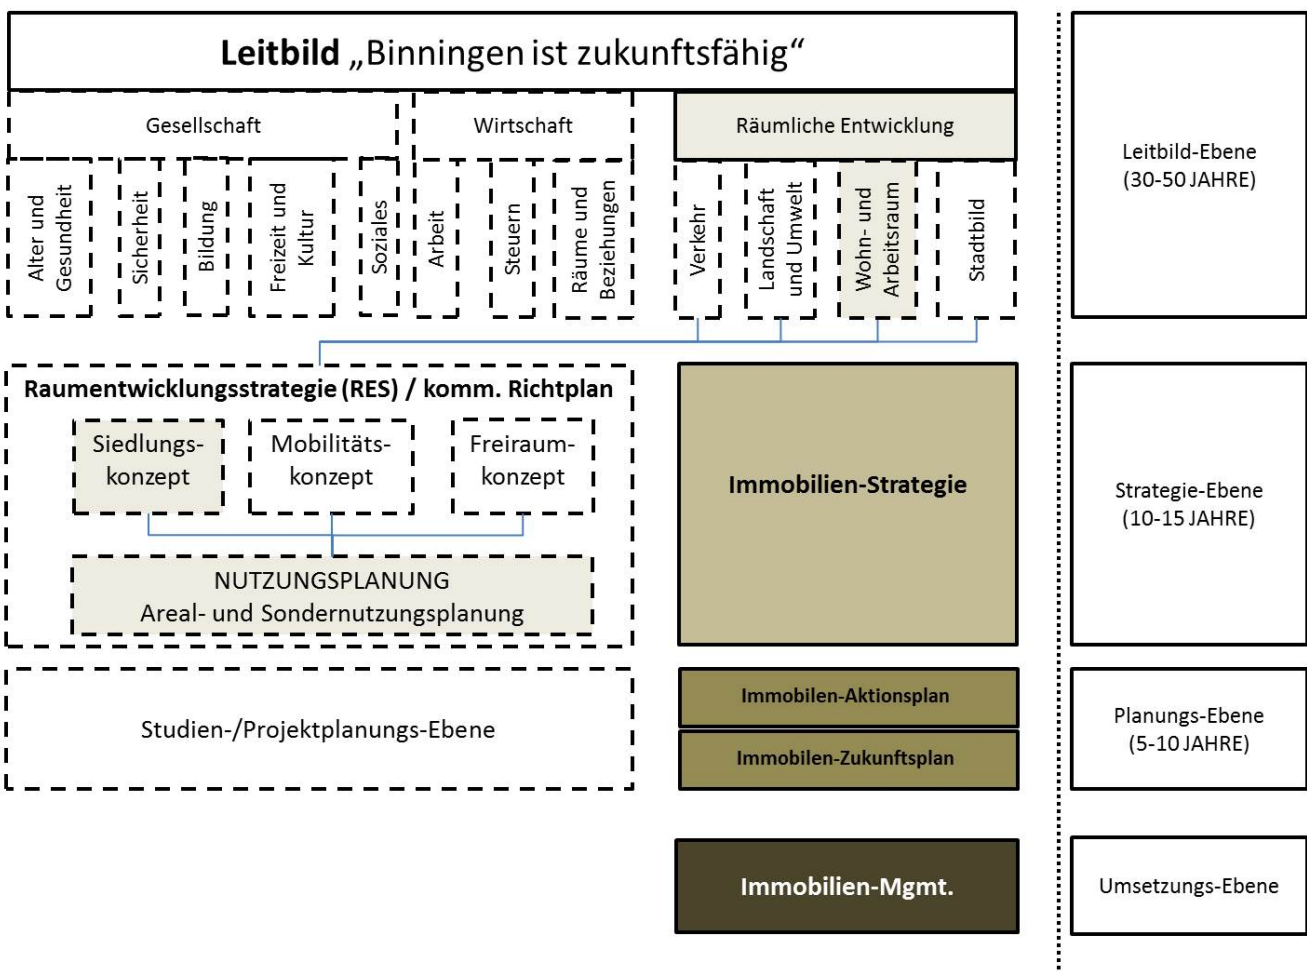 Leitbild „Binningen ist zukunftsfähig“
Gesellschaft
Wirtschaft
Räumliche Entwicklung
Alter und
Gesundheit
Sicherheit
Bildung
Freizeit und
Kultur
Soziales
Arbeit
Steuern
Räume und
Beziehungen
Verkehr
Landschaft
und Umwelt
Wohn- und
Arbeitsraum
Stadtbild
Leitbild-Ebene
(30-50 JAHRE)
Raumentwicklungsstrategie (RES) / komm. Richtplan
Siedlungs-
konzept
Mobilitäts-
konzept
Freiraum-
konzept
NUTZUNGSPLANUNG
Areal- und Sondernutzungsplanung
Immobilien-Strategie
Strategie-Ebene
(10-15 JAHRE)
Studien-/Projektplanungs-Ebene
Immobilen-Aktionsplan
Immobilen-Zukunftsplan
Planungs-Ebene
(5-10 JAHRE)
Immobilien-Mgmt.
Umsetzungs-Ebene